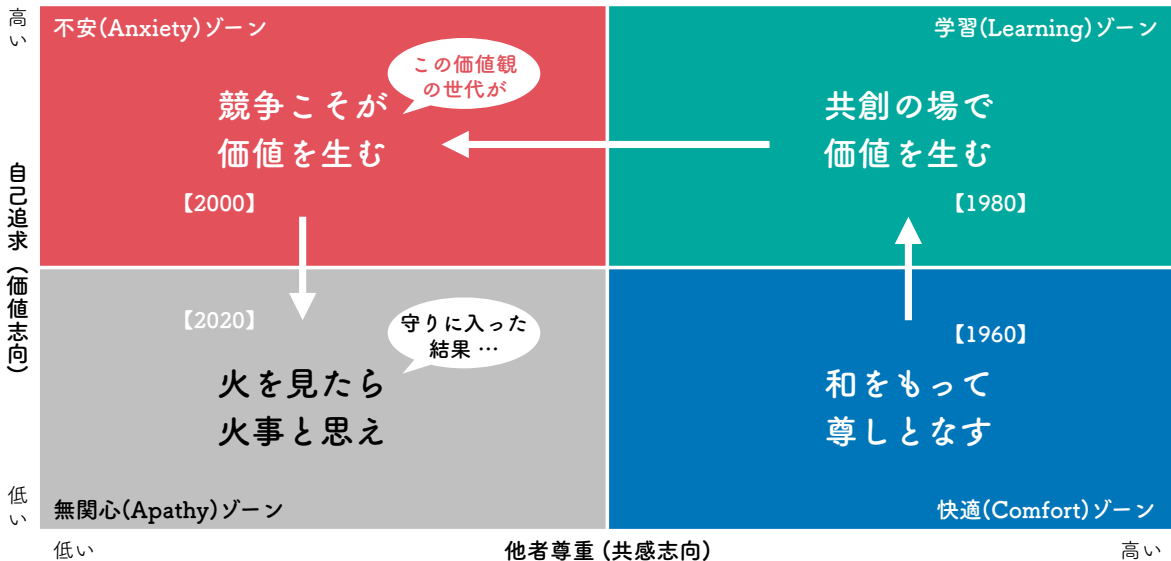 高い
不安(Anxiety)ゾーン
学習(Learning)ゾーン
この価値観
の世代が
競争こそが
価値を生む
共創の場で
価値を生む
【2000】
【1980】
自己追求(価値志向)
【2020】
守りに入った
結果 …
【1960】
火を見たら
火事と思え
和をもって
尊しとなす
低い
無関心(Apathy)ゾーン
快適(Comfort)ゾーン
低い
他者尊重(共感志向)
高い